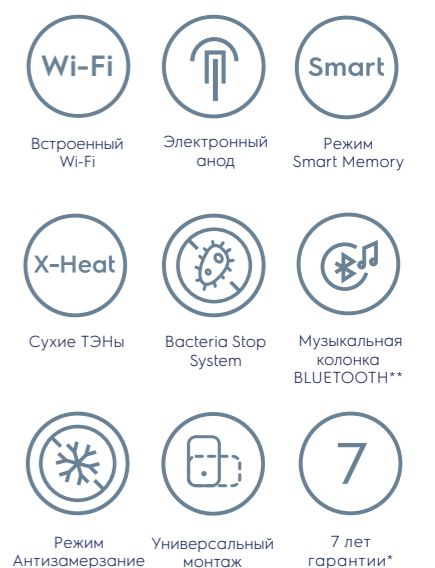 Wi-Fi
Smart
Встроенный
Wi-Fi
Электронный
анод
Режим
Smart Memory
X-Heat
Сухие ТЭНы
Bacteria Stop
System
Музыкальная
колонка
BLUETOOTH**
7
Режим
Антизамерзание
Универсальный
монтаж
7 лет
гарантии*